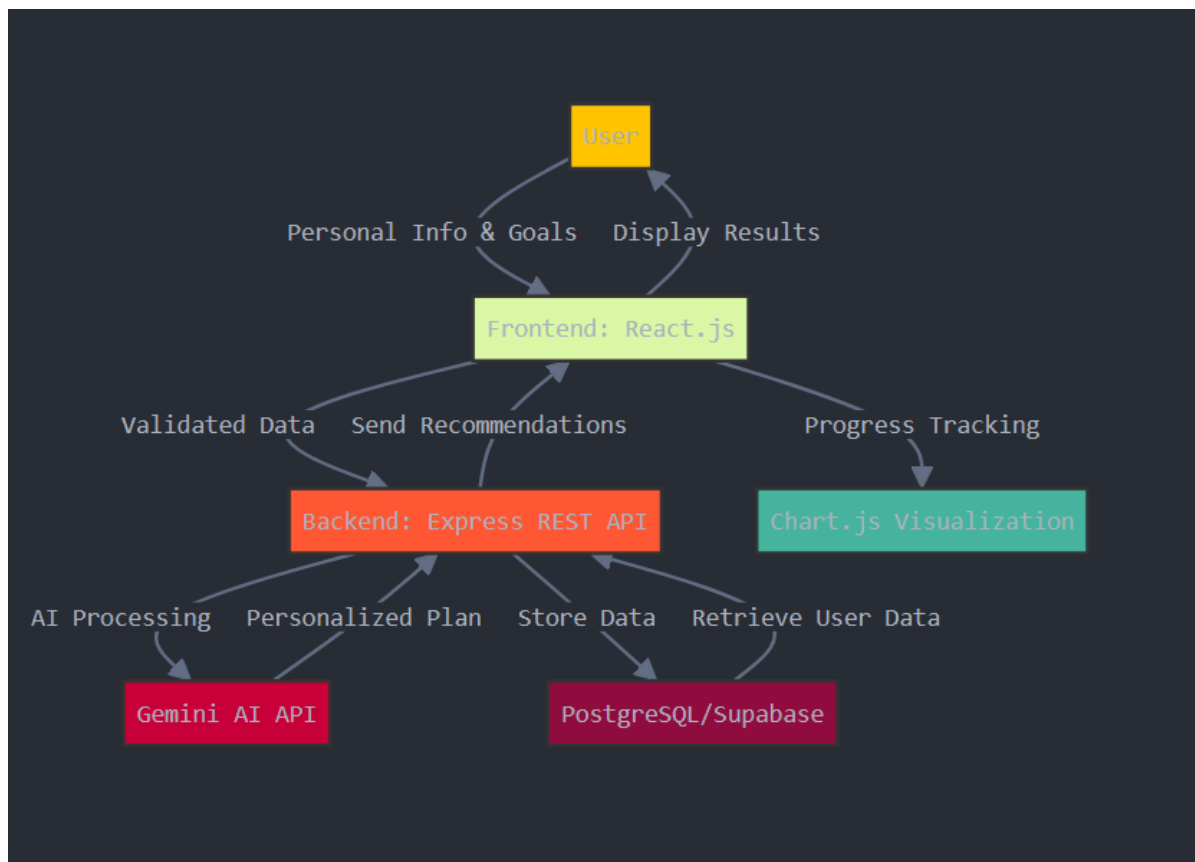 User
Personal Info & Goals
Display Results
Frontend: React.js
Validated Data
Send Recommendations
Progress Tracking
Backend: Express REST API
Chart.js Visualization
AI Processing
Personalized Plan
Store Data
Retrieve User Data
Gemini AI API
PostgreSQL/Supabase